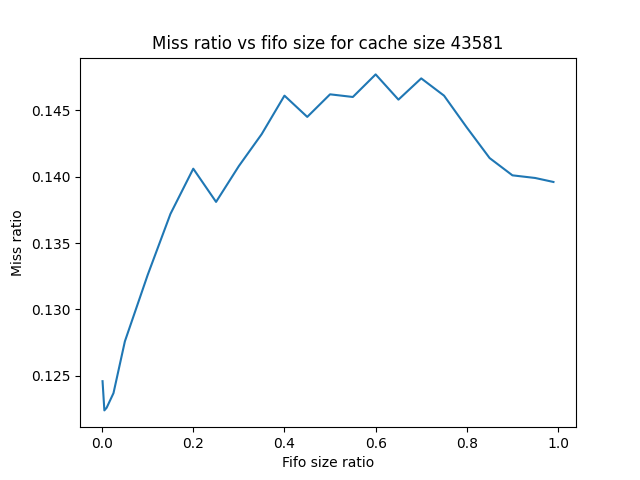 Miss ratio vs fifo size for cache size 43581
0.145
0.140
0.135
0.130
0.125
Miss ratio
0.0 0.2 0.4 0.6 0.8 1.0
Fifo size ratio